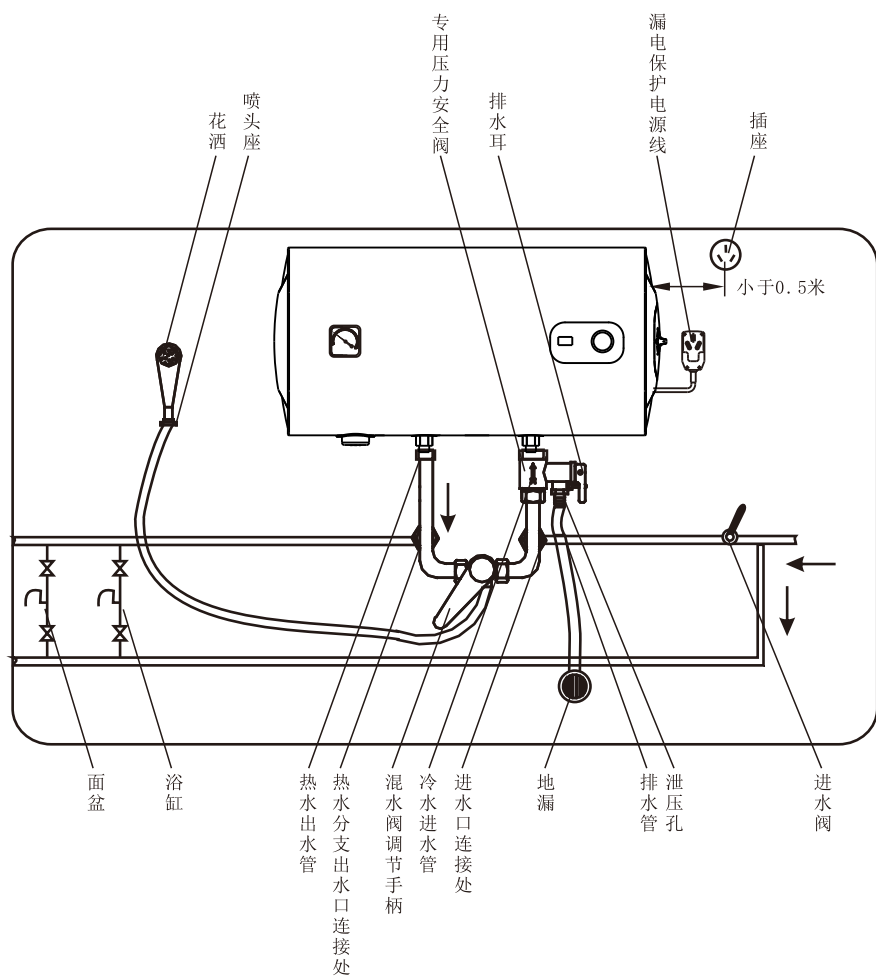 花洒
喷头座
专用压力安全阀
排水耳
漏电保护电源线
插座
小于0.5米
面盆
浴缸
热水出水管
热水分支出水口连接处
混水阀调节手柄
冷水进水管
进水口连接处
地漏
排水管
泄压孔
进水阀